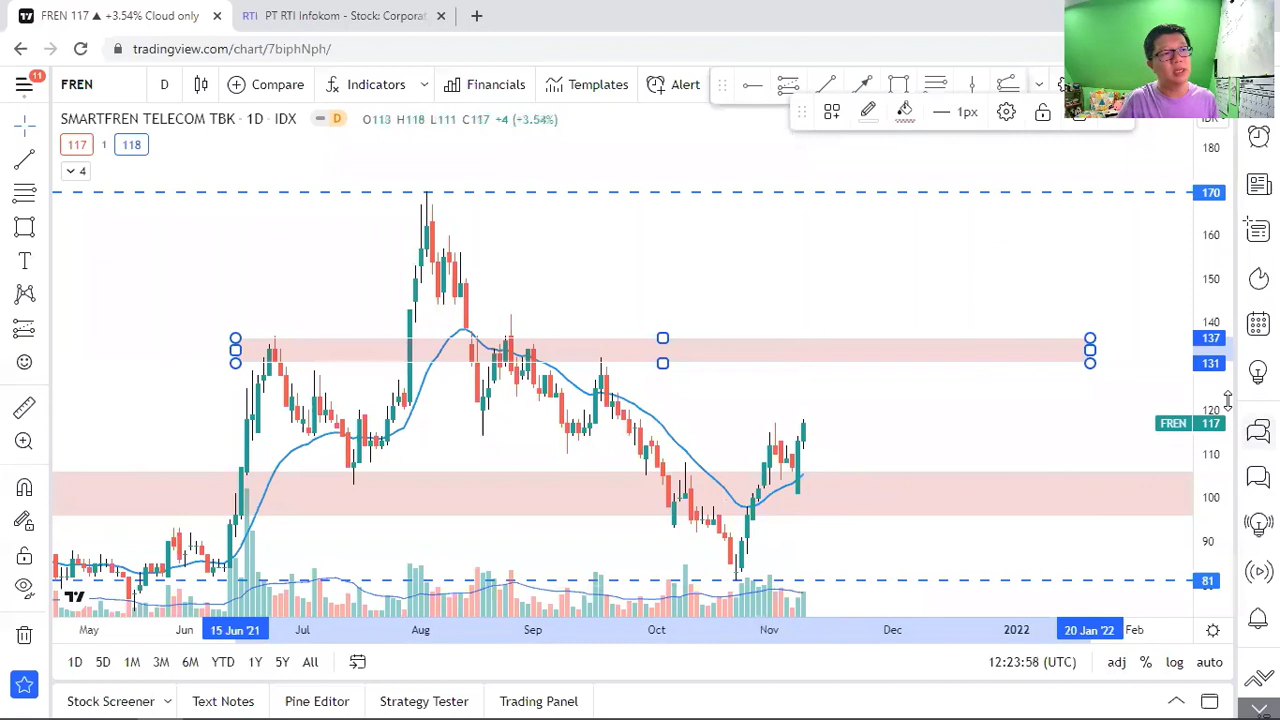 FREN 117 ▲ +3.54% Cloud only
RTI PT RTI Infokom - Stock: Corporat
tradingview.com/chart/7biphNph/
11
FREN D Compare Indicators Financials Templates Alert
1px
SMARTFREN TELECOM TBK · 1D · IDX D O113 H118 L111 C117 +4 (+3.54%)
117 1 118
4
180
170
160
150
140
137
131
120
FREN 117
110
100
90
81
May Jun 15 Jun '21 Jul Aug Sep Oct Nov Dec 2022 20 Jan '22 Feb
1D 5D 1M 3M 6M YTD 1Y 5Y All 12:23:58 (UTC) adj % log auto
Stock Screener Text Notes Pine Editor Strategy Tester Trading Panel